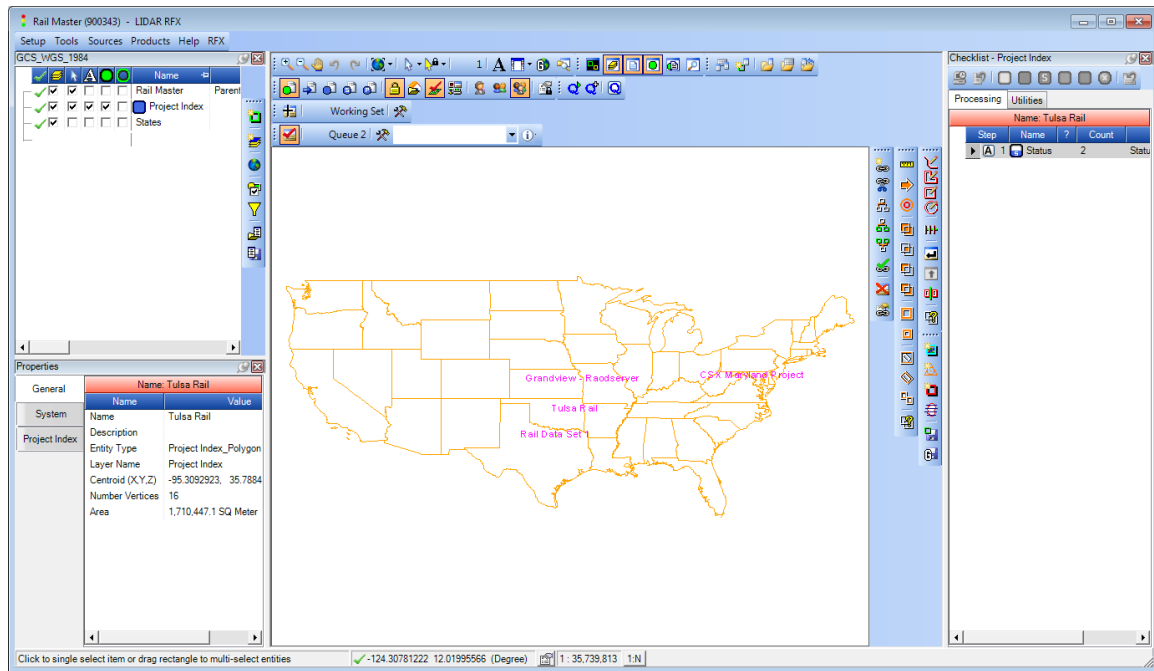 Rail Master (900343) - LIDAR RFX
Setup Tools Sources Products Help RFX
GCS_WGS_1984
Name
Rail Master Parent
Project Index
States
1 A
Working Set
Queue 2
Grandview - Raodserver
CSX Maryland Project
Tulsa Rail
Rail Data Set 1
Checklist - Project Index
S
Processing Utilities
Name: Tulsa Rail
Step Name ? Count
A 1 Status 2 Statu
Properties
General
System
Project Index
Name: Tulsa Rail
Name Value
Name Tulsa Rail
Description
Entity Type Project Index_Polygon
Layer Name Project Index
Centroid (X,Y,Z) -95.3092923, 35.7884
Number Vertices 16
Area 1,710,447.1 SQ Meter
Click to single select item or drag rectangle to multi-select entities
-124.30781222 12.01995566 (Degree)
1 : 35,739,813
1:N